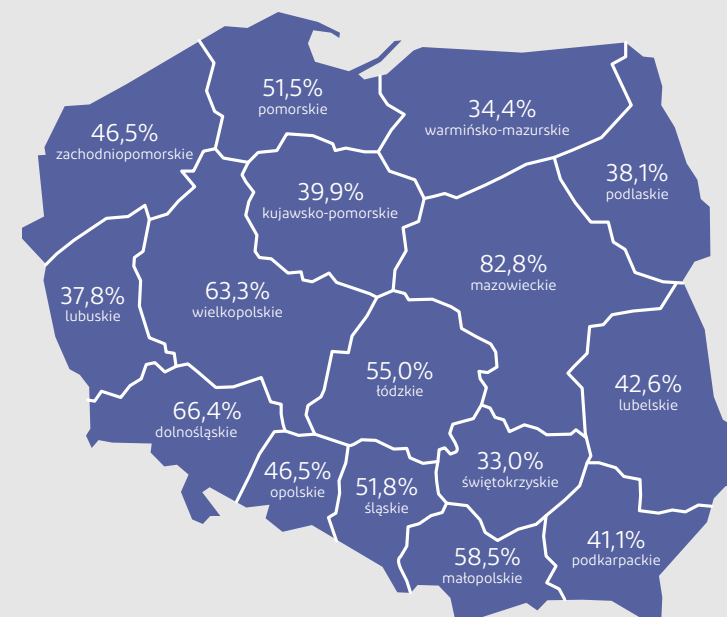 51,5%
pomorskie
34,4%
warmińsko-mazurskie
46,5%
zachodniopomorskie
38,1%
podlaskie
39,9%
kujawsko-pomorskie
82,8%
mazowieckie
63,3%
wielkopolskie
37,8%
lubuskie
55,0%
łódzkie
42,6%
lubelskie
66,4%
dolnośląskie
33,0%
świętokrzyskie
46,5%
opolskie
51,8%
śląskie
41,1%
podkarpackie
58,5%
małopolskie